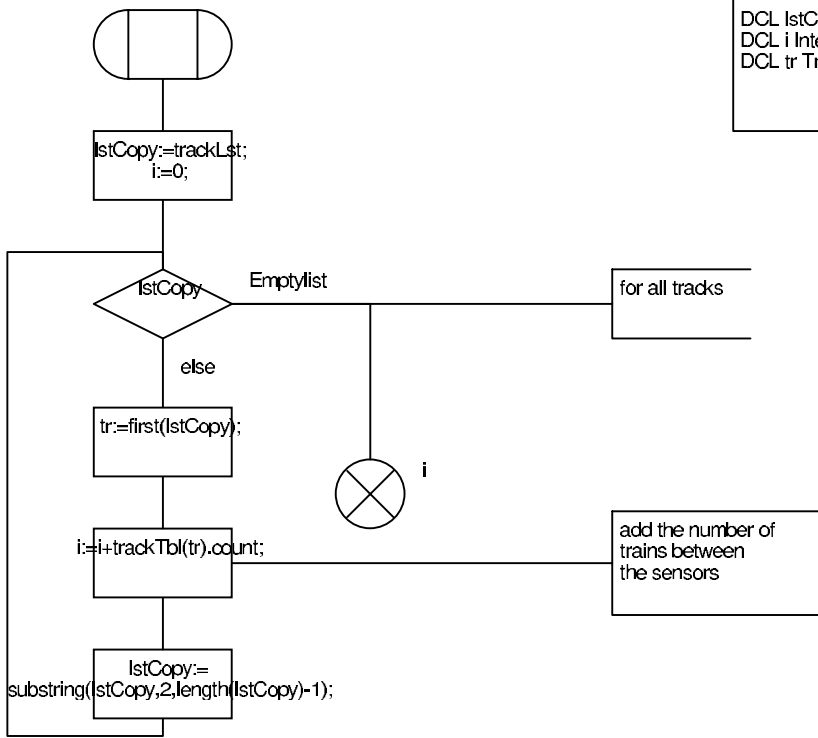 DCL lstC
DCL i Inte
DCL tr Tr
lstCopy:=trackLst;
i:=0;
lstCopy
Emptylist
for all tracks
else
tr:=first(lstCopy);
i
i:=i+trackTbl(tr).count;
add the number of
trains between
the sensors
lstCopy:=
substring(lstCopy,2,length(lstCopy)-1);